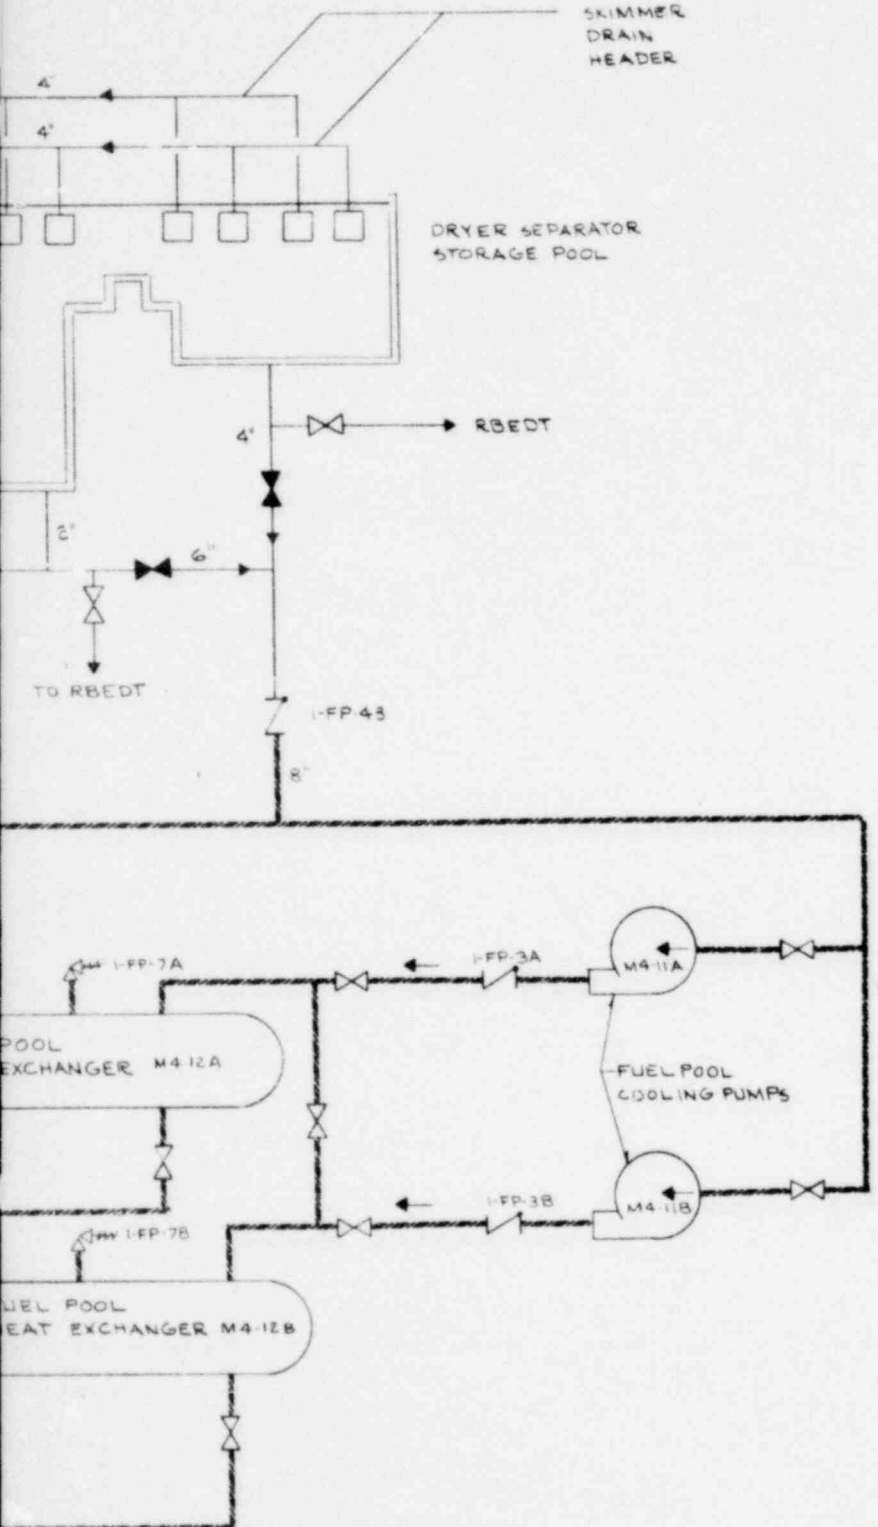 SKIMMER
DRAIN
HEADER
4"
4"
DRYER SEPARATOR
STORAGE POOL
4"
RBEDT
2"
6"
TO RBEDT
1-FP-43
8"
1-FP-7A
1-FP-3A
M4-11A
POOL
EXCHANGER M4-12A
FUEL POOL
COOLING PUMPS
1-FP-3B
M4-11B
1-FP-7B
UEL POOL
EAT EXCHANGER M4-12B